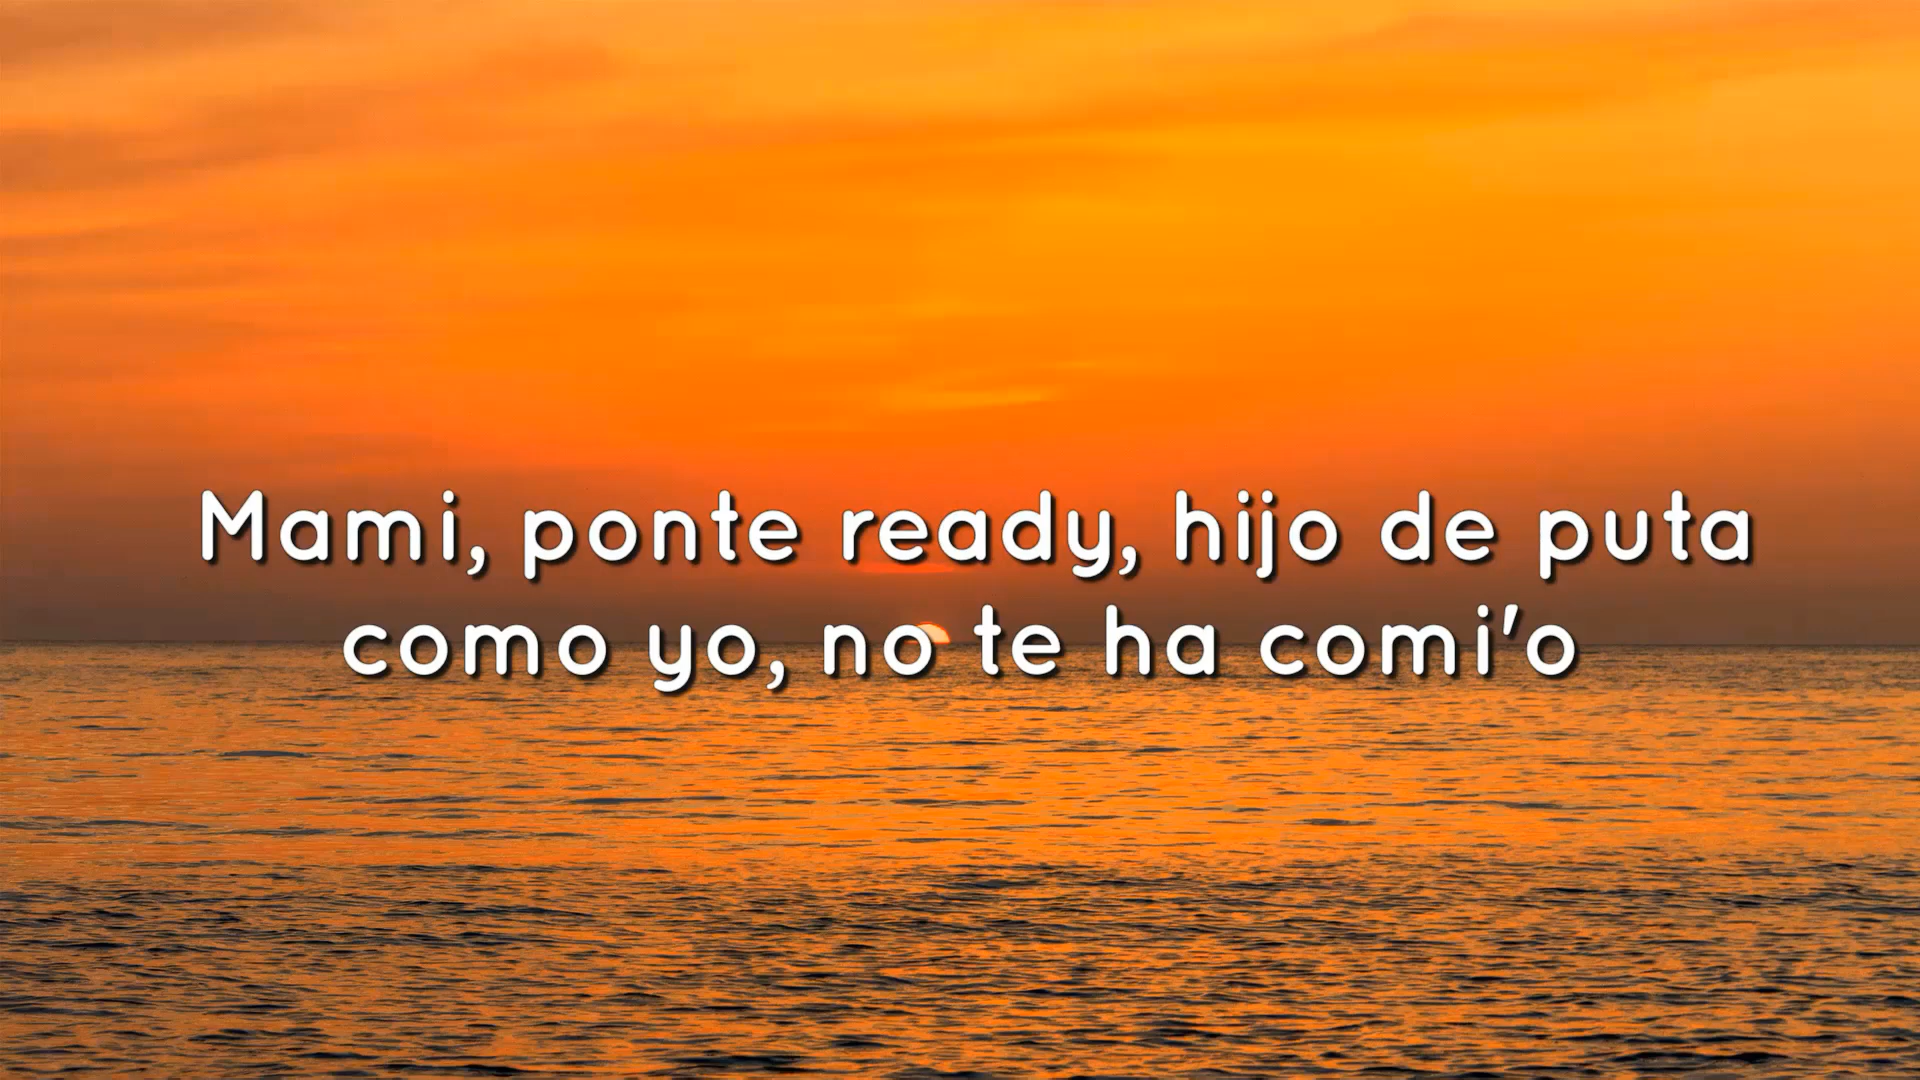 Mami, ponte ready, hijo de puta
como yo, no te ha comi'o